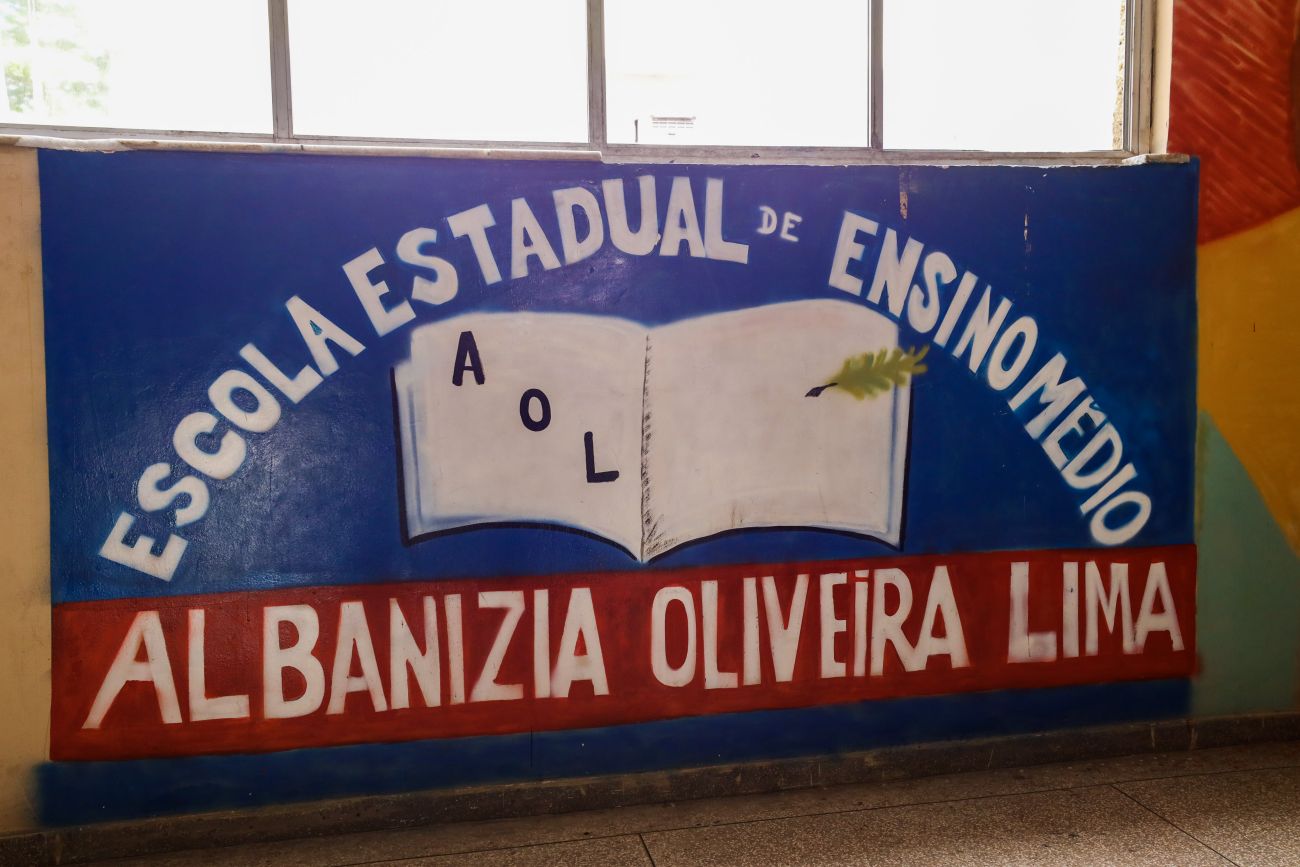 ESCOLA ESTADUAL DE ENSINO MÉDIO
A
O
L
ALBANIZIA OLIVEIRA LIMA